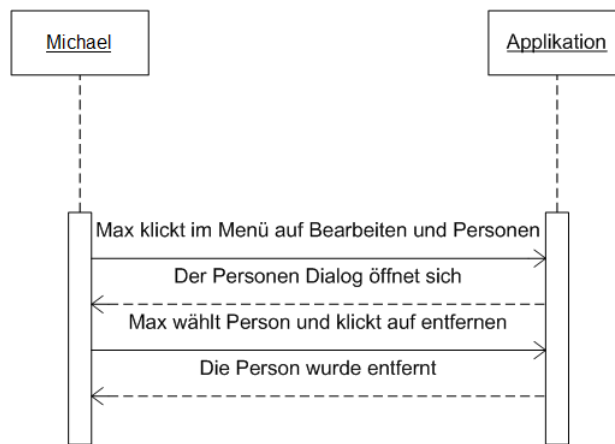 Michael
Applikation
Max klickt im Menü auf Bearbeiten und Personen
Der Personen Dialog öffnet sich
Max wählt Person und klickt auf entfernen
Die Person wurde entfernt